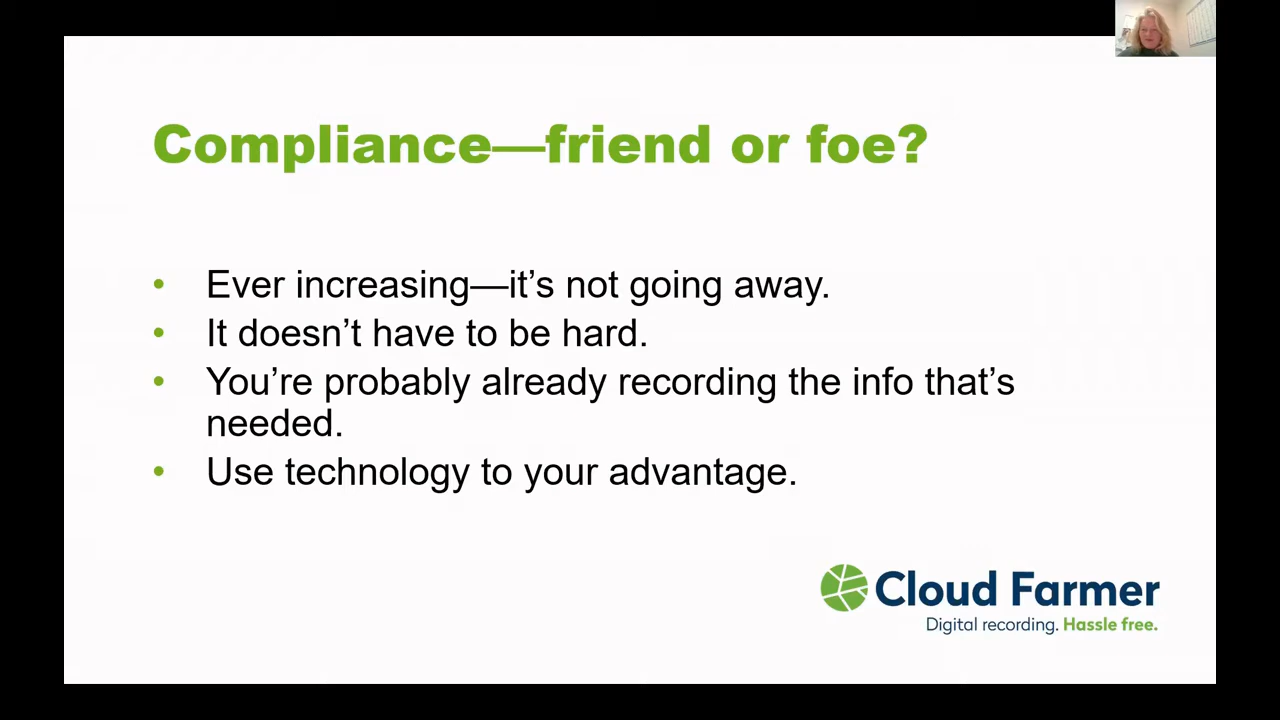 Compliance—friend or foe?
• Ever increasing—it’s not going away.
• It doesn’t have to be hard.
• You’re probably already recording the info that’s
needed.
• Use technology to your advantage.
Cloud Farmer
Digital recording. Hassle free.